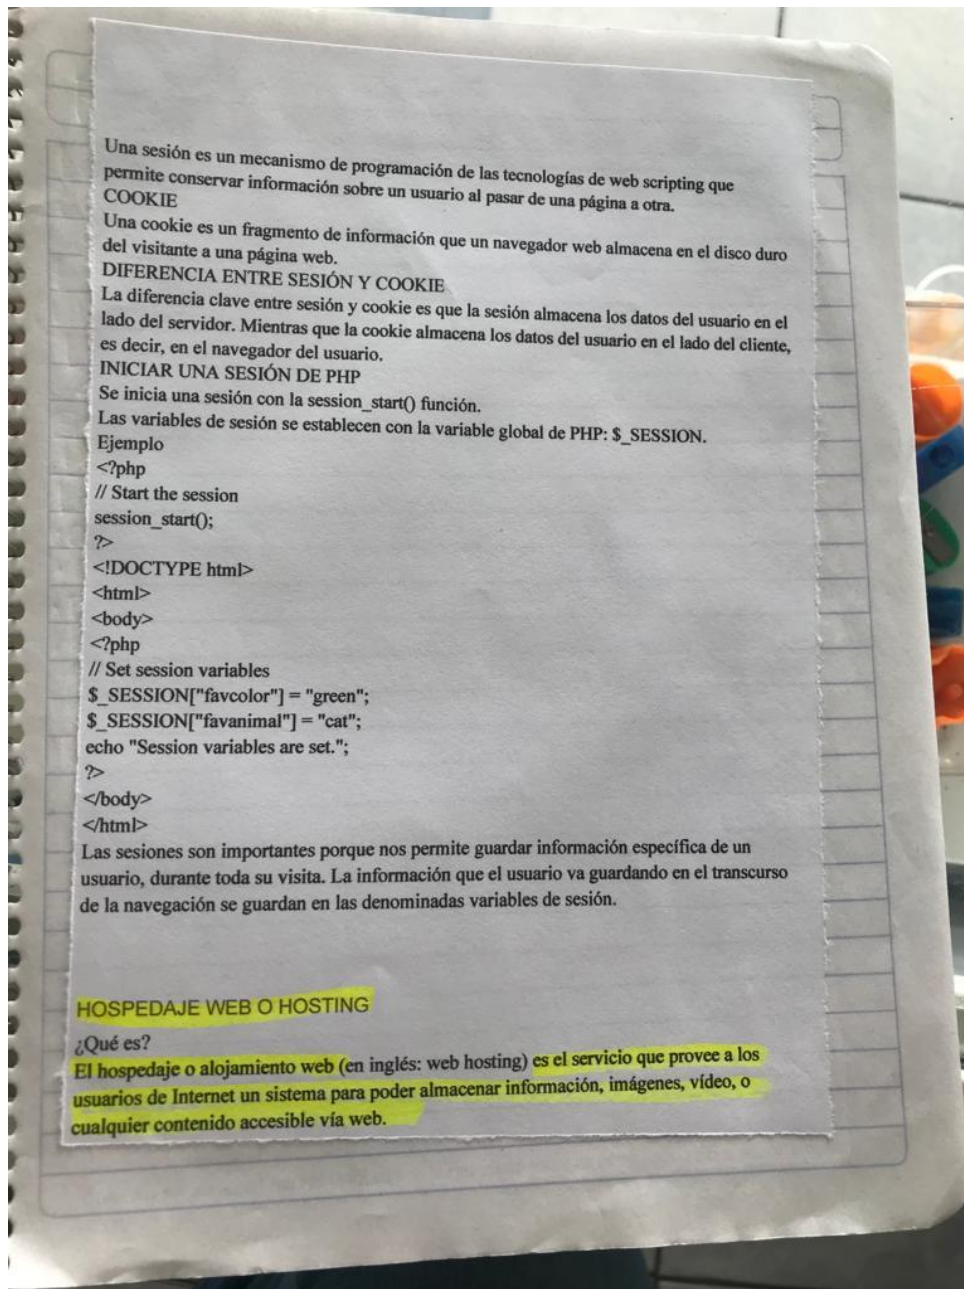 Una sesión es un mecanismo de programación de las tecnologías de web scripting que
permite conservar información sobre un usuario al pasar de una página a otra.
COOKIE
Una cookie es un fragmento de información que un navegador web almacena en el disco duro
del visitante a una página web.
DIFERENCIA ENTRE SESIÓN Y COOKIE
La diferencia clave entre sesión y cookie es que la sesión almacena los datos del usuario en el
lado del servidor. Mientras que la cookie almacena los datos del usuario en el lado del cliente,
es decir, en el navegador del usuario.
INICIAR UNA SESIÓN DE PHP
Se inicia una sesión con la session_start() función.
Las variables de sesión se establecen con la variable global de PHP: $_SESSION.
Ejemplo
<?php
// Start the session
session_start();
?>
<!DOCTYPE html>
<html>
<body>
<?php
// Set session variables
$_SESSION["favcolor"] = "green";
$_SESSION["favanimal"] = "cat";
echo "Session variables are set.";
?>
</body>
</html>
Las sesiones son importantes porque nos permite guardar información específica de un
usuario, durante toda su visita. La información que el usuario va guardando en el transcurso
de la navegación se guardan en las denominadas variables de sesión.
HOSPEDAJE WEB O HOSTING
¿Qué es?
El hospedaje o alojamiento web (en inglés: web hosting) es el servicio que provee a los
usuarios de Internet un sistema para poder almacenar información, imágenes, vídeo, o
cualquier contenido accesible vía web.